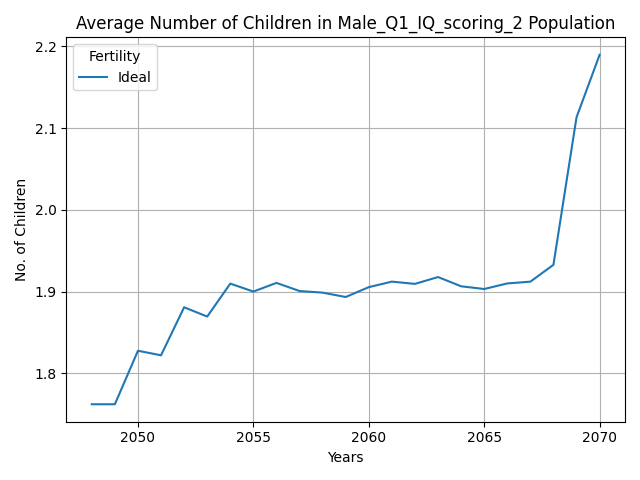 Average Number of Children in Male_Q1_IQ_scoring_2 Population
Fertility
Ideal
No. of Children
2.2
2.1
2.0
1.9
1.8
2050 2055 2060 2065 2070
Years